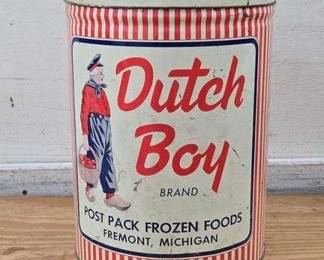 Dutch
Boy
BRAND
POST PACK FROZEN FOODS
FREMONT, MICHIGAN